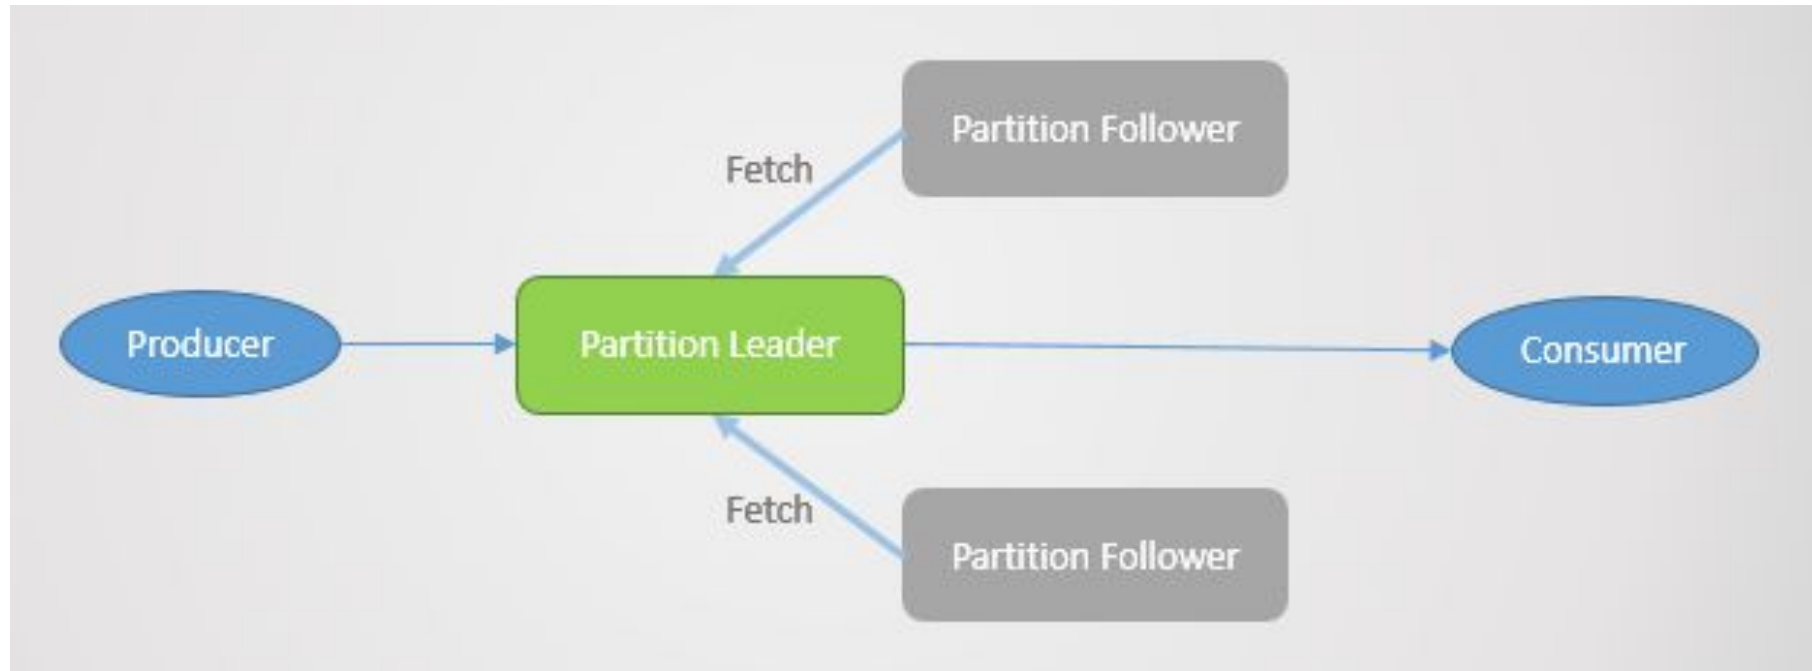 Partition Follower
Fetch
Producer
Partition Leader
Consumer
Fetch
Partition Follower